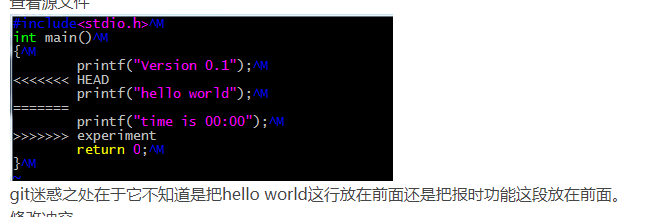 查看源文件
#include<stdio.h>^M
int main()^M
{^M
printf("Version 0.1");^M
<<<<<<< HEAD
printf("hello world");^M
=======
printf("time is 00:00");^M
>>>>>>> experiment
return 0;^M
}^M
~
git迷惑之处在于它不知道是把hello world这行放在前面还是把报时功能这段放在前面。
修改冲突